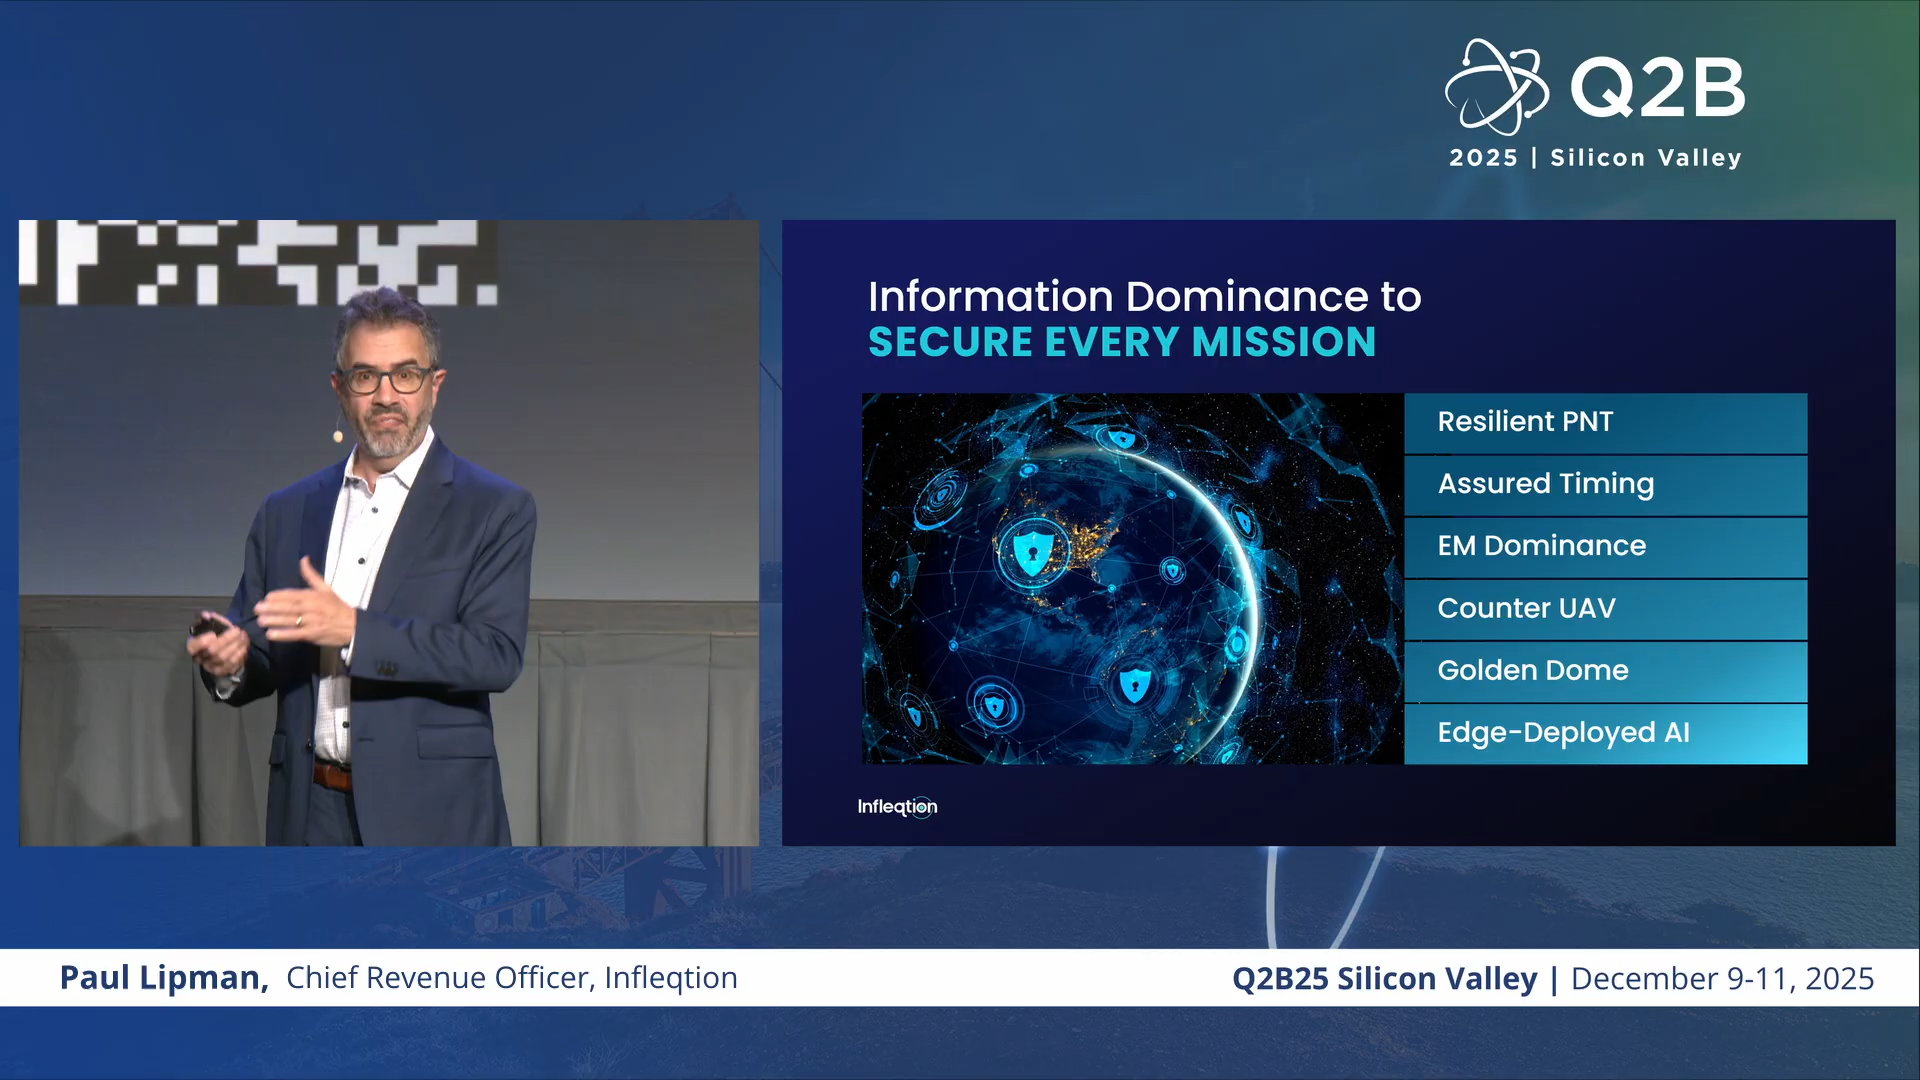 Q2B
2025 | Silicon Valley
Information Dominance to
SECURE EVERY MISSION
Resilient PNT
Assured Timing
EM Dominance
Counter UAV
Golden Dome
Edge-Deployed AI
Infleqtion
Paul Lipman, Chief Revenue Officer, Infleqtion
Q2B25 Silicon Valley | December 9-11, 2025